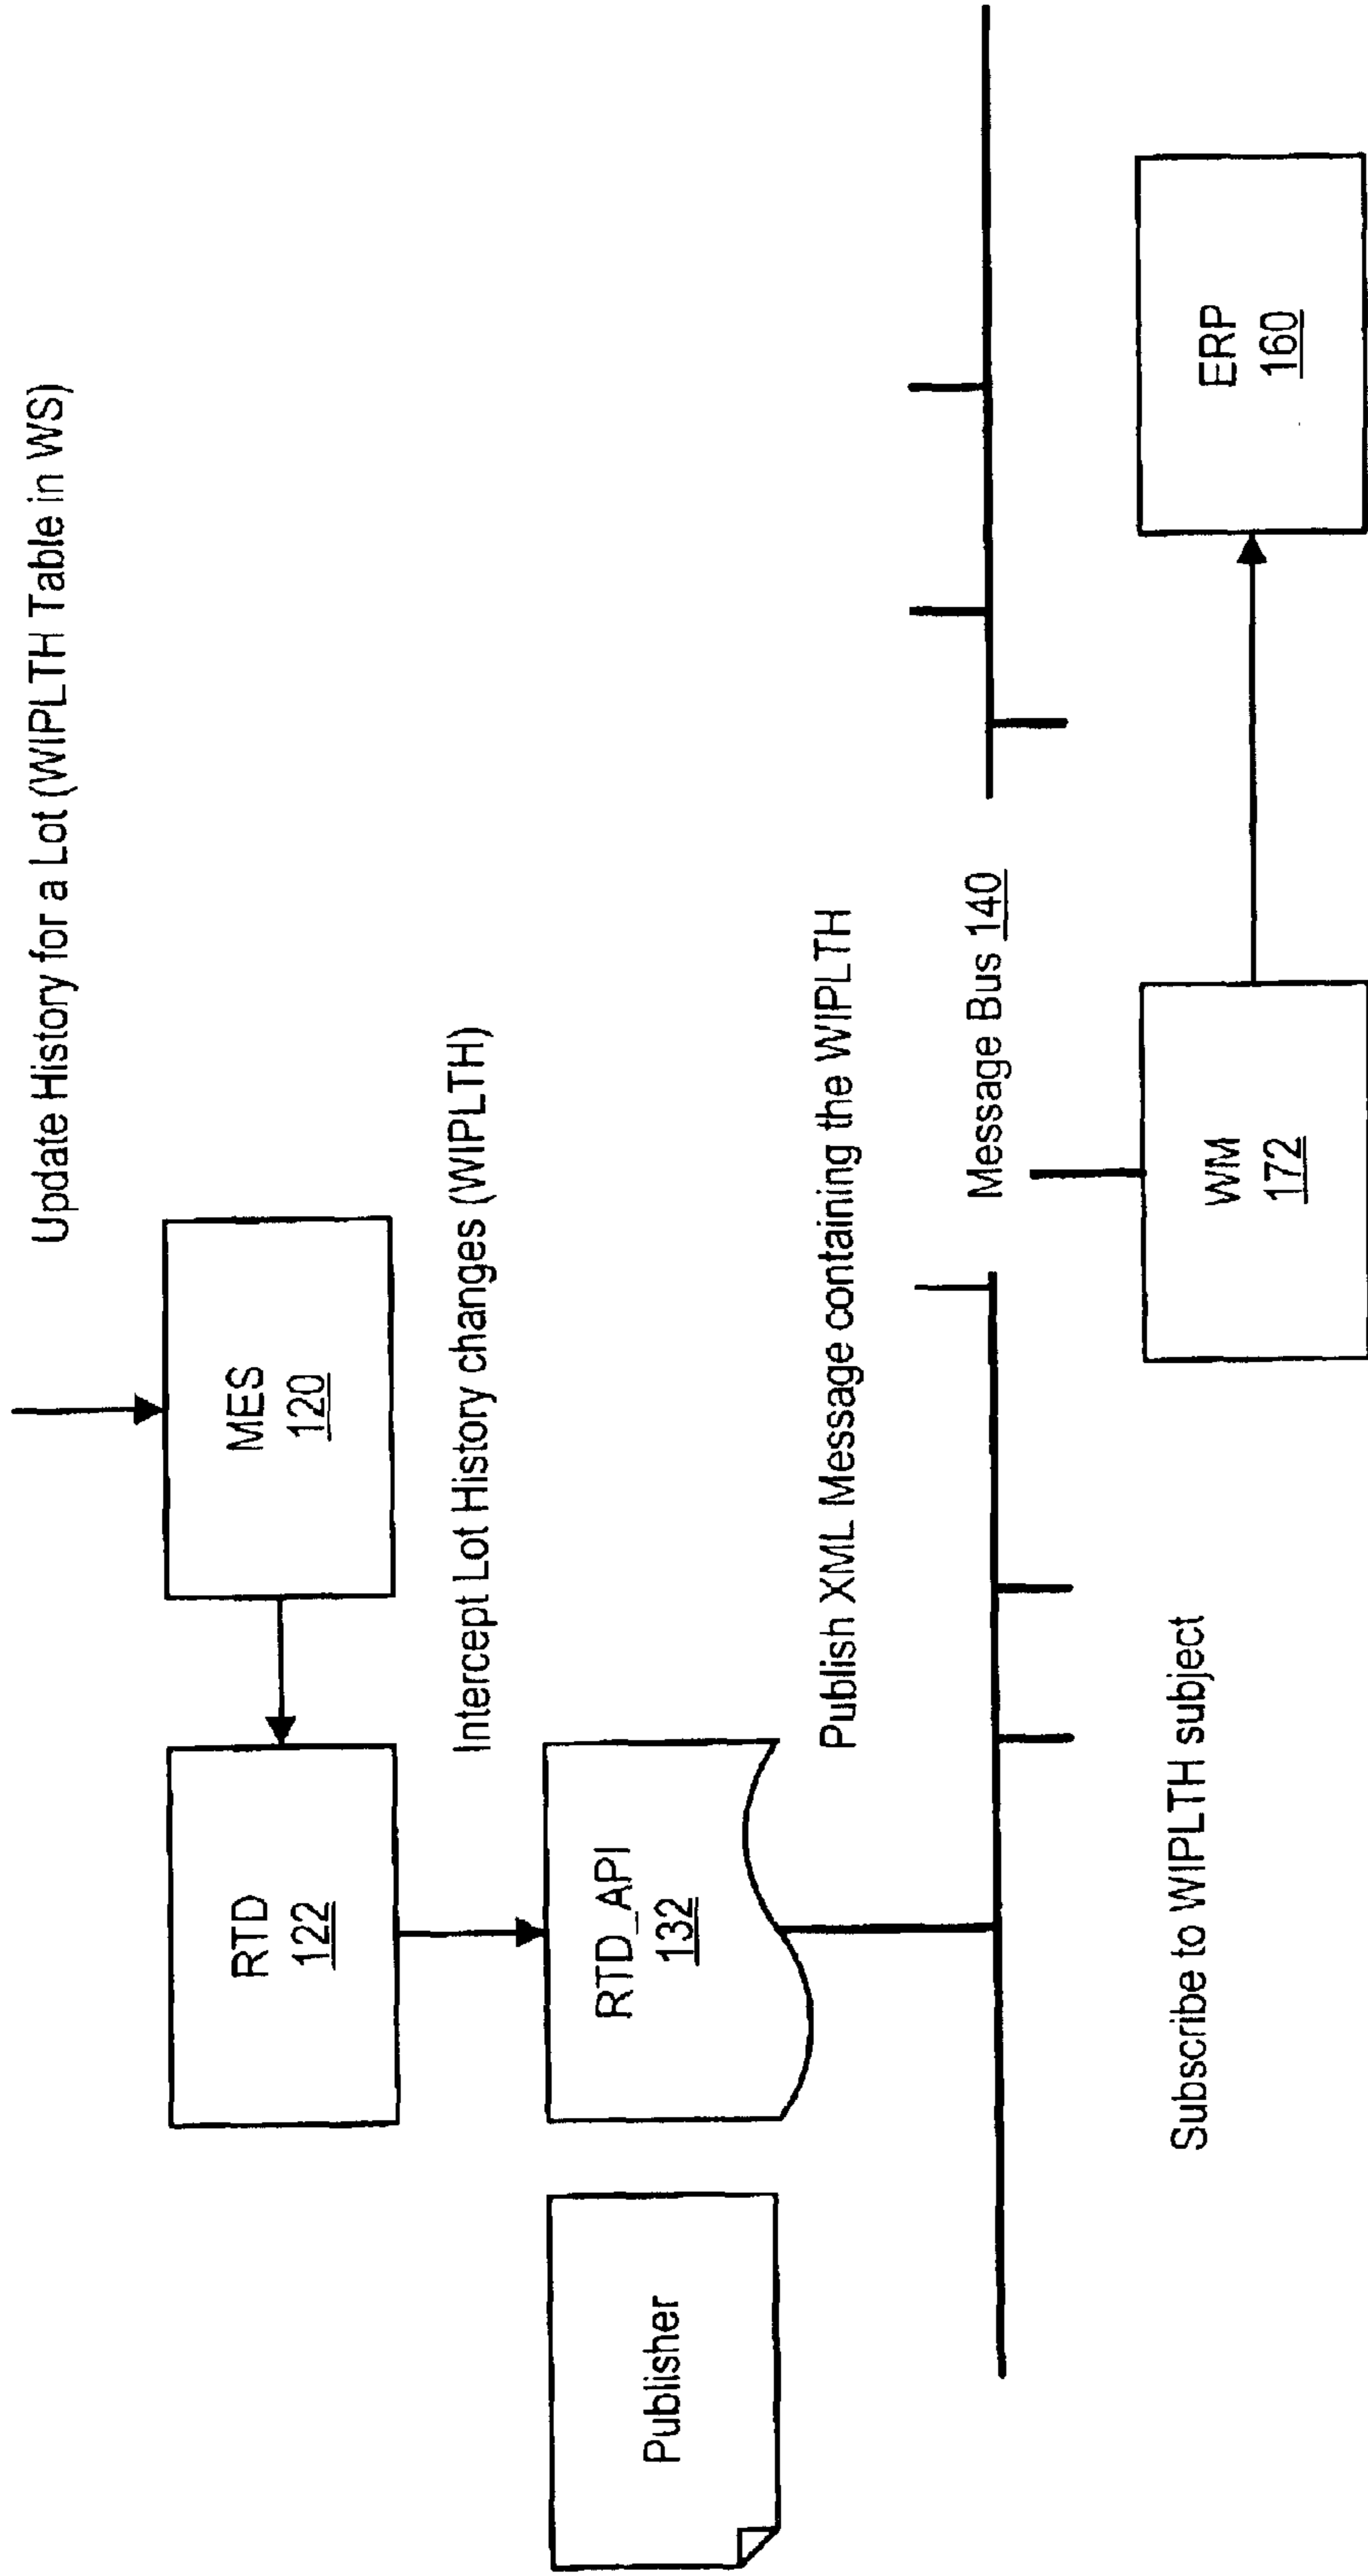 Update History for a Lot (WIPLTH Table in WS)
MES
120
RTD
122
Intercept Lot History changes (WIPLTH)
Publisher
RTD_API
132
Publish XML Message containing the WIPLTH
Message Bus 140
Subscribe to WIPLTH subject
WM
172
ERP
160